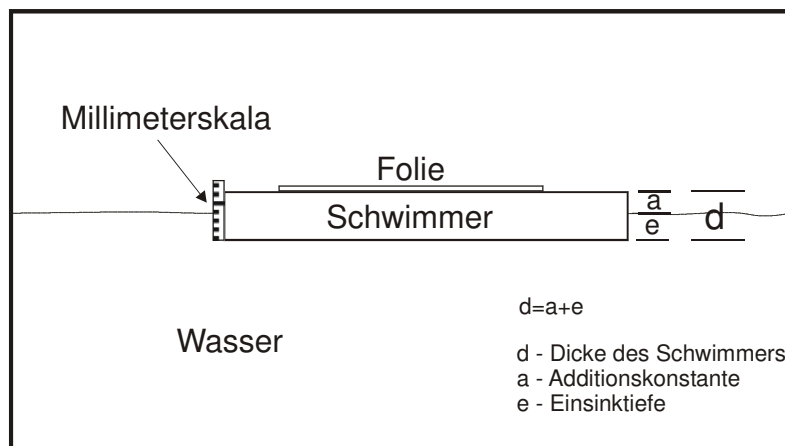 Millimeterskala
Folie
Schwimmer
a
e
d
Wasser
d=a+e
d - Dicke des Schwimmers
a - Additionskonstante
e - Einsinktiefe